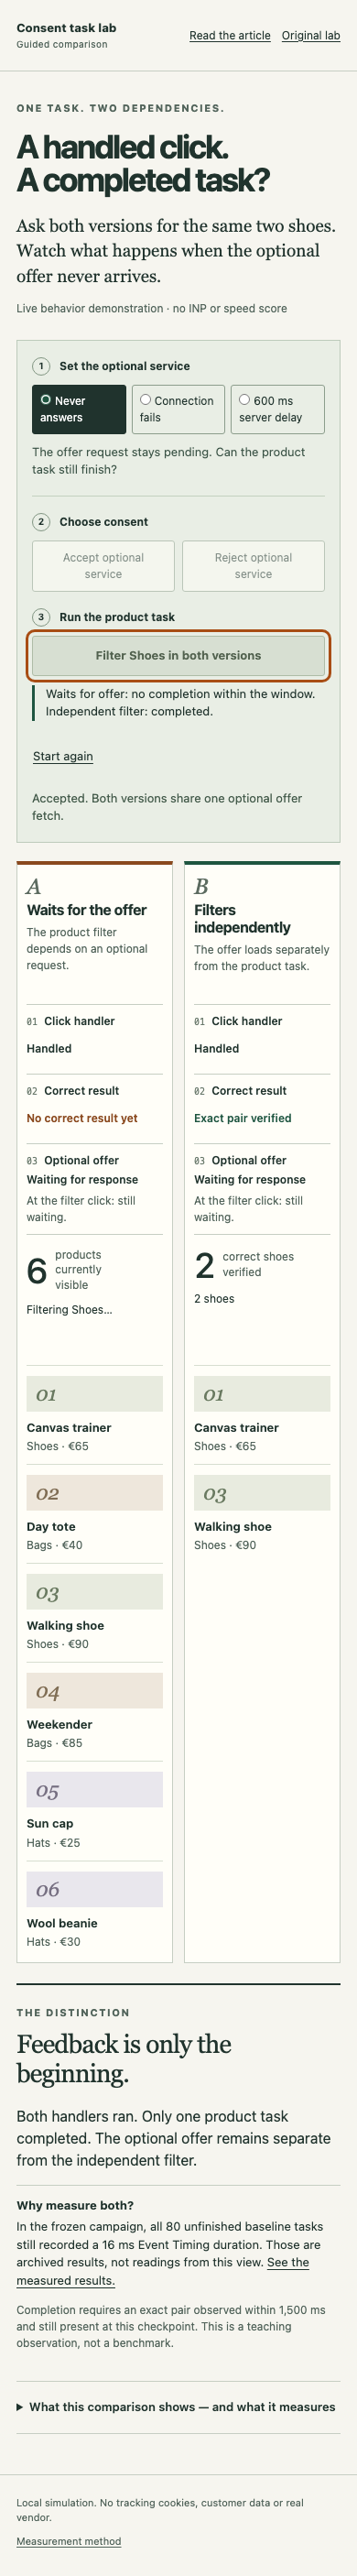 Consent task lab
Guided comparison
Read the article
Original lab
ONE TASK. TWO DEPENDENCIES.
A handled click.
A completed task?
Ask both versions for the same two shoes.
Watch what happens when the optional
offer never arrives.
Live behavior demonstration · no INP or speed score
1 Set the optional service
Never
answers
Connection
fails
600 ms
server delay
The offer request stays pending. Can the product
task still finish?
2 Choose consent
Accept optional
service
Reject optional
service
3 Run the product task
Filter Shoes in both versions
Waits for offer: no completion within the window.
Independent filter: completed.
Start again
Accepted. Both versions share one optional offer
fetch.
A
Waits for the offer
The product filter
depends on an optional
request.
01 Click handler
Handled
02 Correct result
No correct result yet
03 Optional offer
Waiting for response
At the filter click: still
waiting.
6 products
currently
visible
Filtering Shoes…
01
Canvas trainer
Shoes · €65
02
Day tote
Bags · €40
03
Walking shoe
Shoes · €90
04
Weekender
Bags · €85
05
Sun cap
Hats · €25
06
Wool beanie
Hats · €30
B
Filters
independently
The offer loads separately
from the product task.
01 Click handler
Handled
02 Correct result
Exact pair verified
03 Optional offer
Waiting for response
At the filter click: still
waiting.
2 correct shoes
verified
2 shoes
01
Canvas trainer
Shoes · €65
03
Walking shoe
Shoes · €90
THE DISTINCTION
Feedback is only the
beginning.
Both handlers ran. Only one product task
completed. The optional offer remains separate
from the independent filter.
Why measure both?
In the frozen campaign, all 80 unfinished baseline tasks
still recorded a 16 ms Event Timing duration. Those are
archived results, not readings from this view. See the
measured results.
Completion requires an exact pair observed within 1,500 ms
and still present at this checkpoint. This is a teaching
observation, not a benchmark.
What this comparison shows — and what it measures
Local simulation. No tracking cookies, customer data or real
vendor.
Measurement method